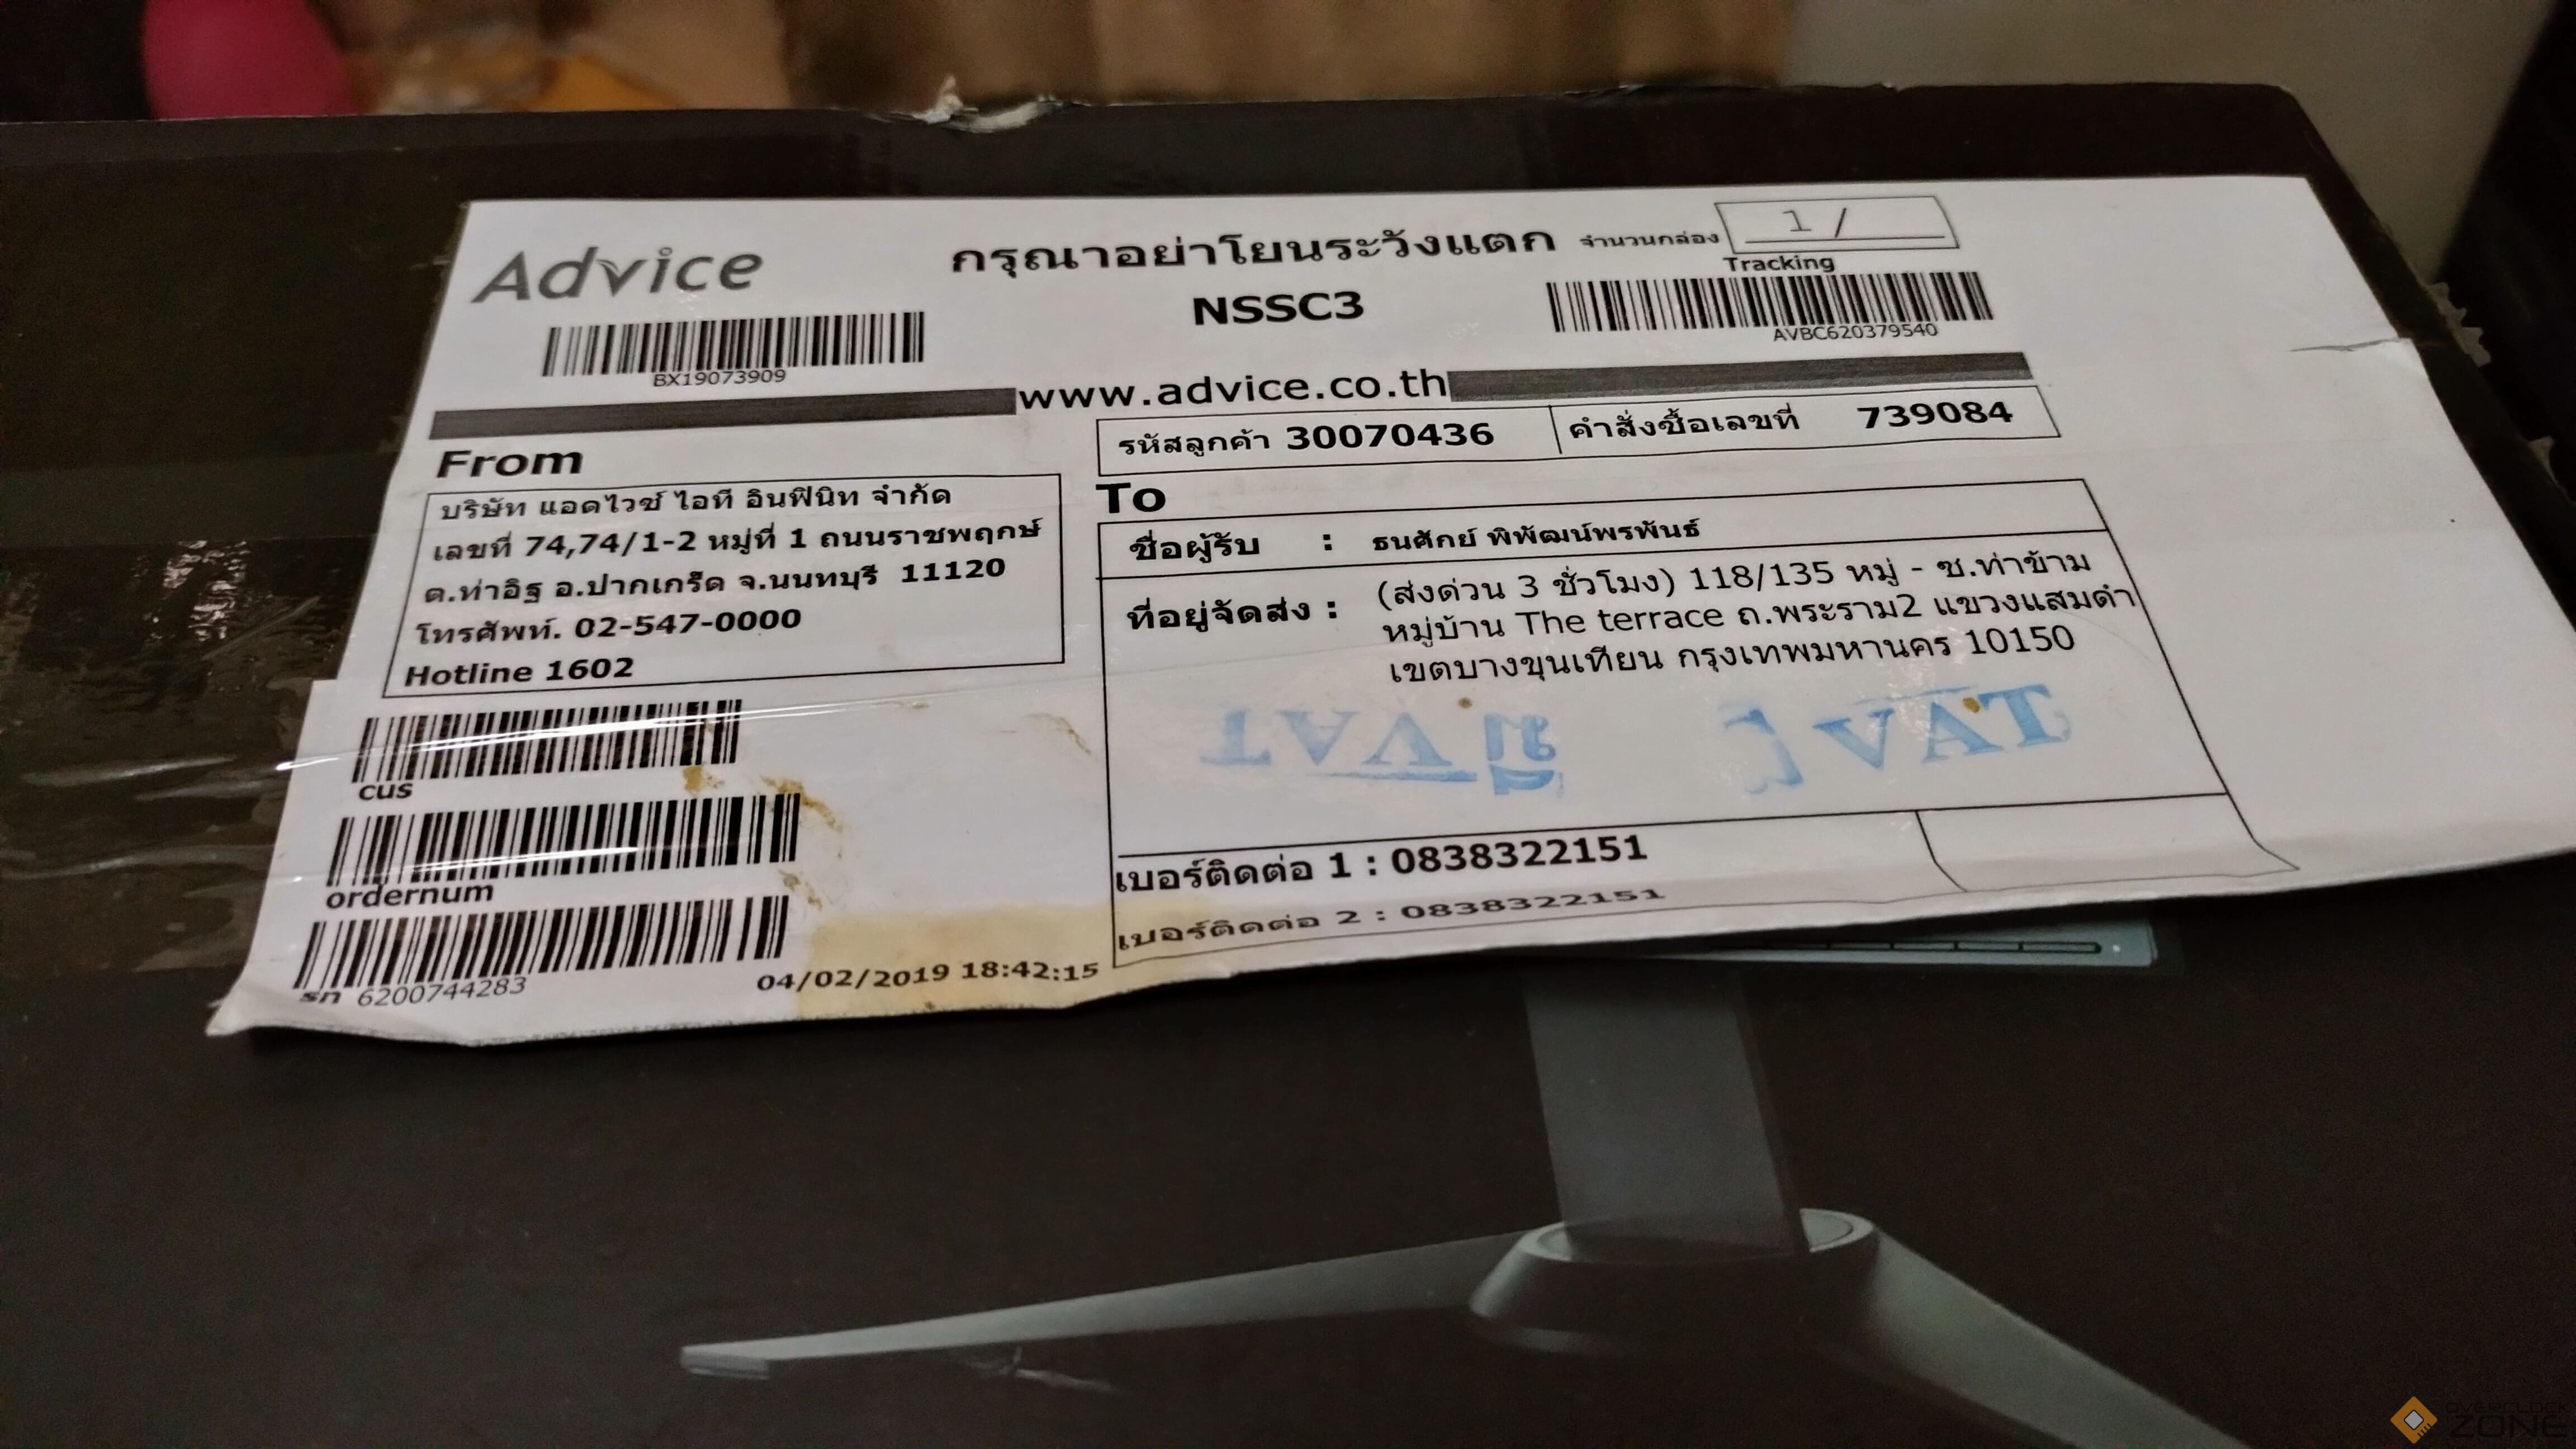 Advice
กรุณาอย่าโยนระวังแตก
จำนวนกล่อง 1 /
NSSC3
Tracking
BX19073909
AVBC620379540
www.advice.co.th
รหัสลูกค้า 30070436
คำสั่งซื้อเลขที่ 739084
From
บริษัท แอดไวซ์ ไอที อินฟินิท จำกัด
เลขที่ 74,74/1-2 หมู่ที่ 1 ถนนราชพฤกษ์
ต.ท่าอิฐ อ.ปากเกร็ด จ.นนทบุรี 11120
โทรศัพท์. 02-547-0000
Hotline 1602
To
ชื่อผู้รับ : ธนศักย์ พิพัฒน์พรพันธ์
ที่อยู่จัดส่ง : (ส่งด่วน 3 ชั่วโมง) 118/135 หมู่ - ซ.ท่าข้าม
หมู่บ้าน The terrace ถ.พระราม2 แขวงแสมดำ
เขตบางขุนเทียน กรุงเทพมหานคร 10150
มี VAT
VAT
เบอร์ติดต่อ 1 : 0838322151
เบอร์ติดต่อ 2 : 0838322151
cus
ordernum
sn 6200744283
04/02/2019 18:42:15
OVERCLOCK
ZONE